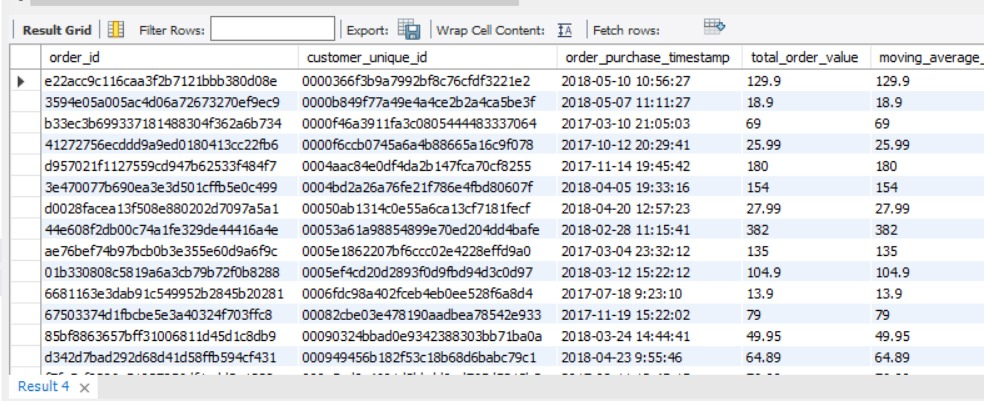 Result Grid Filter Rows: Export: Wrap Cell Content: Fetch rows:
order_id customer_unique_id order_purchase_timestamp total_order_value moving_average_
e22acc9c116caa3f2b7121bbb380d08e 0000366f3b9a7992bf8c76cfdf3221e2 2018-05-10 10:56:27 129.9 129.9
3594e05a005ac4d06a72673270ef9ec9 0000b849f77a49e4a4ce2b2a4ca5be3f 2018-05-07 11:11:27 18.9 18.9
b33ec3b699337181488304f362a6b734 0000f46a3911fa3c0805444483337064 2017-03-10 21:05:03 69 69
41272756ecddd9a9ed0180413cc22fb6 0000f6ccb0745a6a4b88665a16c9f078 2017-10-12 20:29:41 25.99 25.99
d957021f1127559cd947b62533f484f7 0004aac84e0df4da2b147fca70cf8255 2017-11-14 19:45:42 180 180
3e470077b690ea3e3d501cffb5e0c499 0004bd2a26a76fe21f786e4fbd80607f 2018-04-05 19:33:16 154 154
d0028facea13f508e880202d7097a5a1 00050ab1314c0e55a6ca13cf7181fecf 2018-04-20 12:57:23 27.99 27.99
44e608f2db00c74a1fe329de44416a4e 00053a61a98854899e70ed204dd4bafe 2018-02-28 11:15:41 382 382
ae76bef74b97bcb0b3e355e60d9a6f9c 0005e1862207bf6ccc02e4228effd9a0 2017-03-04 23:32:12 135 135
01b330808c5819a6a3cb79b72f0b8288 0005ef4cd20d2893f0d9fbd94d3c0d97 2018-03-12 15:22:12 104.9 104.9
6681163e3dab91c549952b2845b20281 0006fdc98a402fceb4eb0ee528f6a8d4 2017-07-18 9:23:10 13.9 13.9
67503374d1fbcbe5e3a40324f703ffc8 00082cbe03e478190aadbea78542e933 2017-11-19 15:22:02 79 79
85bf8863657bff31006811d45d1c8db9 00090324bbad0e9342388303bb71ba0a 2018-03-24 14:44:41 49.95 49.95
d342d7bad292d68d41d58ffb594cf431 000949456b182f53c18b68d6babc79c1 2018-04-23 9:55:46 64.89 64.89
Result 4